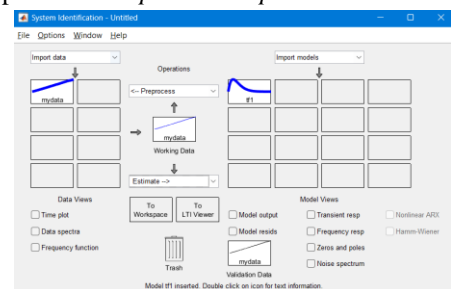 System Identification - Untitled
File Options Window Help
Import data
Operations
Import models
mydata
<-- Preprocess
tf1
mydata
Working Data
Estimate -->
Data Views
To
Workspace
To
LTI Viewer
Model Views
Time plot
Data spectra
Frequency function
Model output
Model resids
Transient resp
Frequency resp
Zeros and poles
Noise spectrum
Nonlinear ARX
Hamm-Wiener
Trash
mydata
Validation Data
Model tf1 inserted. Double click on icon for text information.